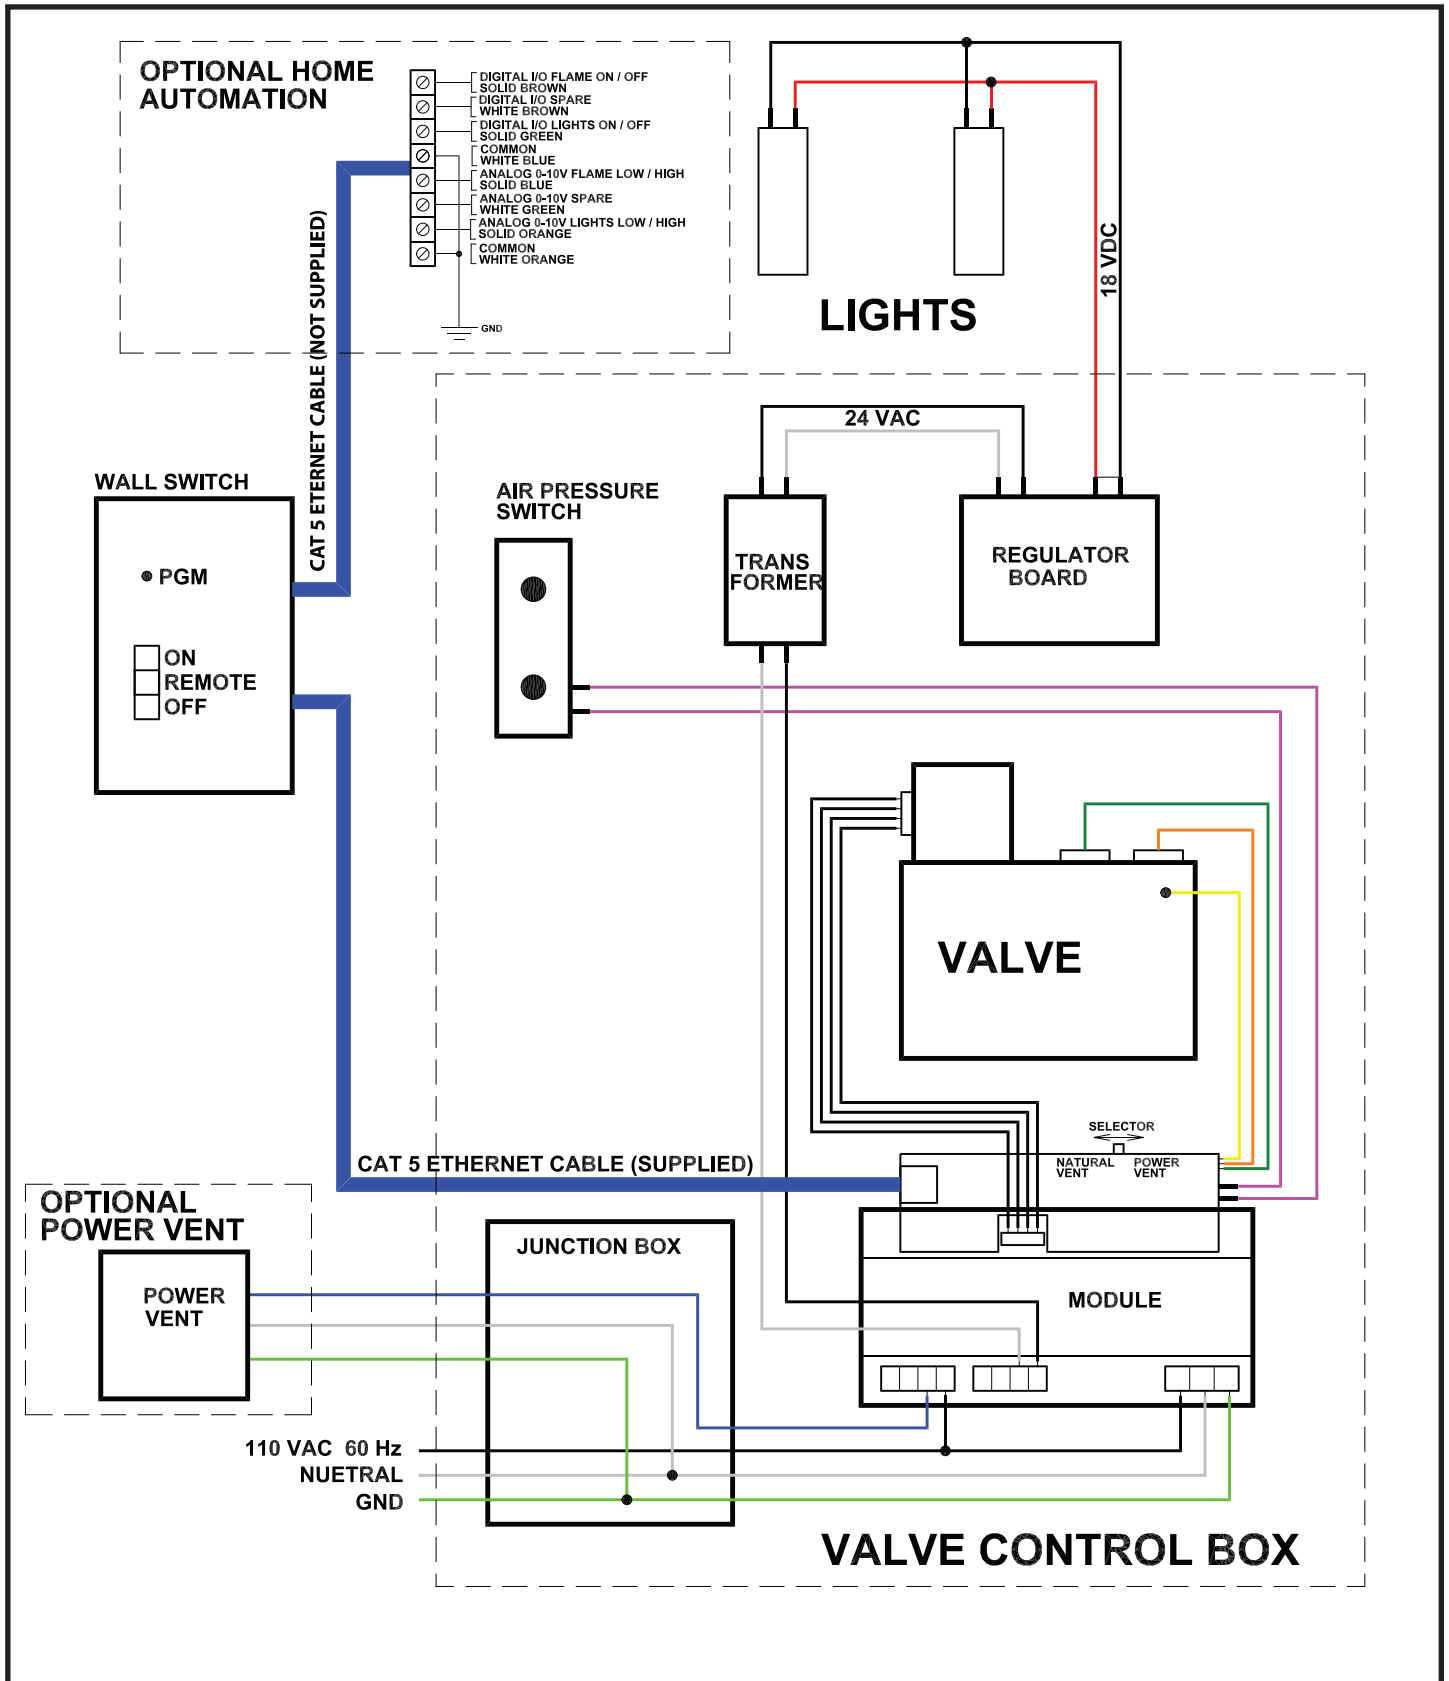 OPTIONAL HOME
AUTOMATION
DIGITAL I/O FLAME ON / OFF
SOLID BROWN
DIGITAL I/O SPARE
WHITE BROWN
DIGITAL I/O LIGHTS ON / OFF
SOLID GREEN
COMMON
WHITE BLUE
ANALOG 0-10V FLAME LOW / HIGH
SOLID BLUE
ANALOG 0-10V SPARE
WHITE GREEN
ANALOG 0-10V LIGHTS LOW / HIGH
SOLID ORANGE
COMMON
WHITE ORANGE
GND
CAT 5 ETERNET CABLE (NOT SUPPLIED)
LIGHTS
18 VDC
24 VAC
WALL SWITCH
PGM
ON
REMOTE
OFF
AIR PRESSURE
SWITCH
TRANS
FORMER
REGULATOR
BOARD
VALVE
SELECTOR
NATURAL
VENT
POWER
VENT
CAT 5 ETHERNET CABLE (SUPPLIED)
OPTIONAL
POWER VENT
POWER
VENT
JUNCTION BOX
MODULE
110 VAC 60 Hz
NUETRAL
GND
VALVE CONTROL BOX